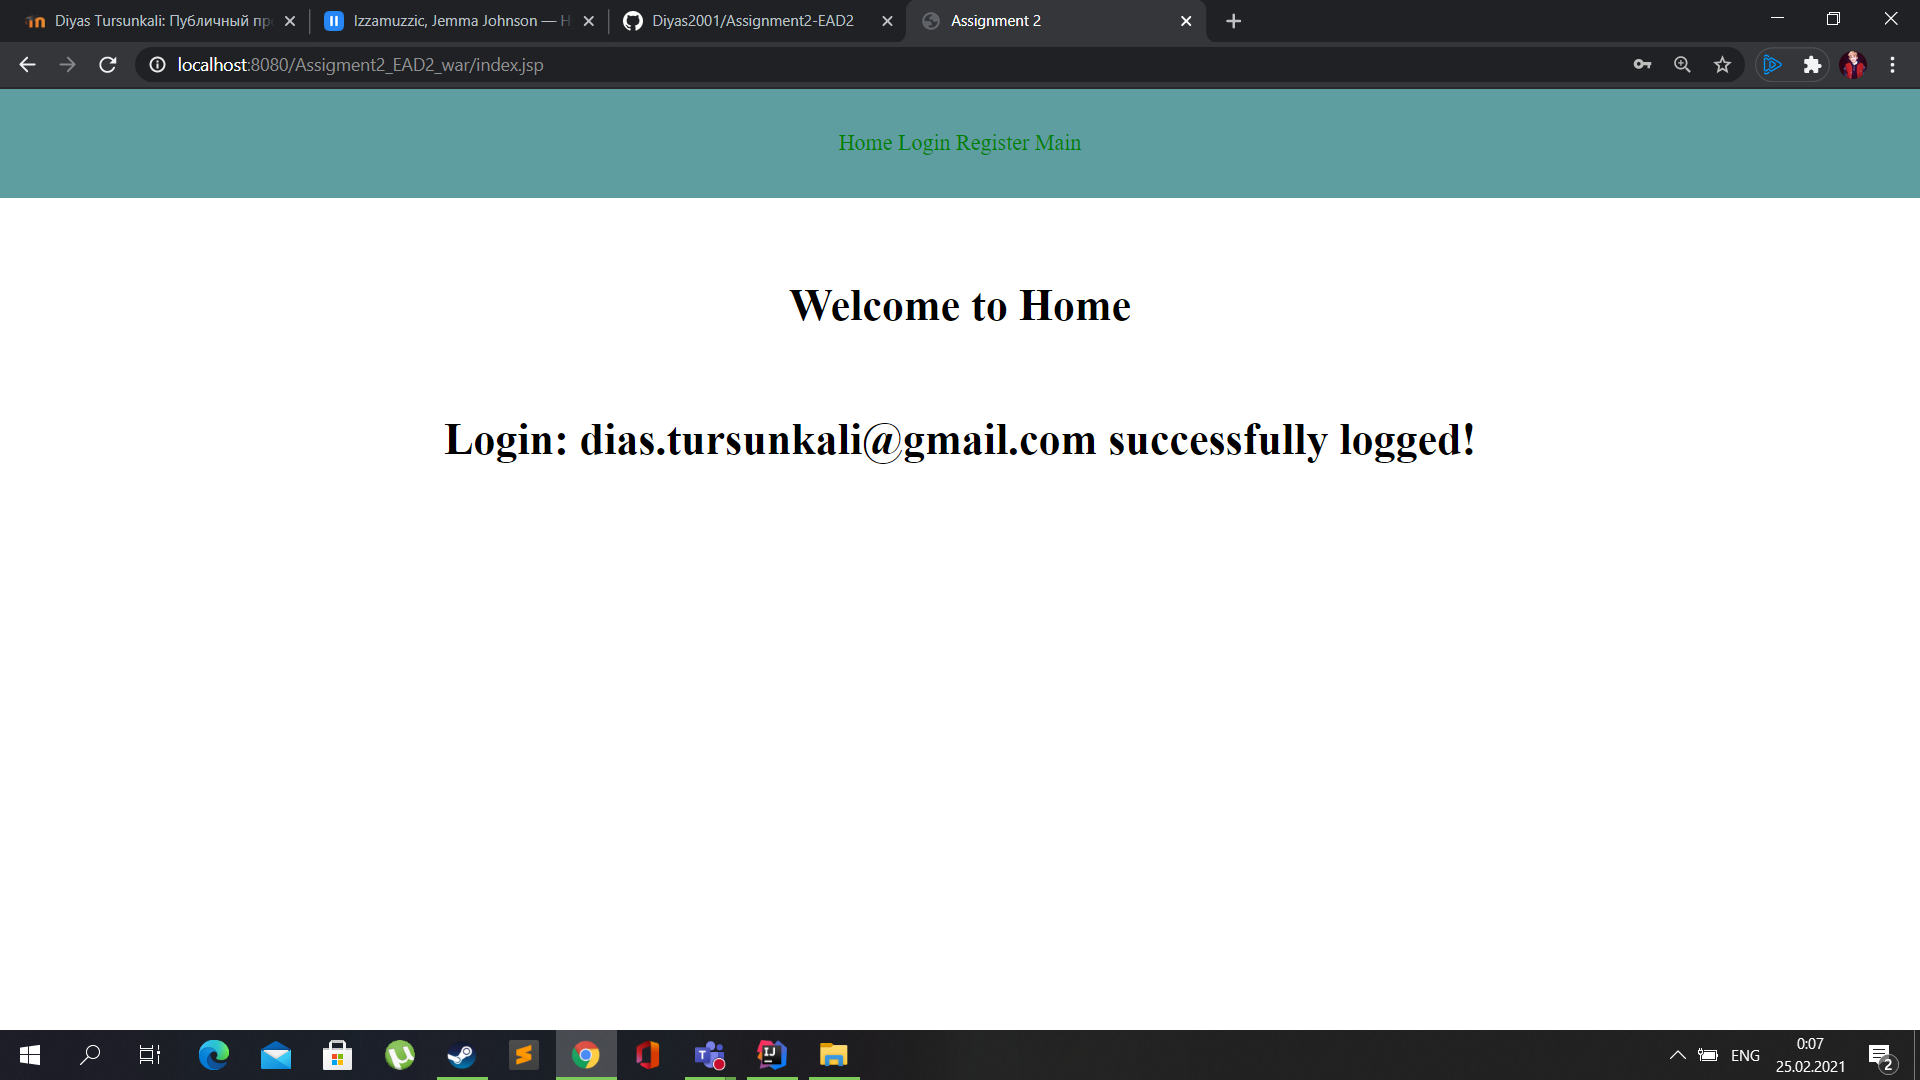 Diyas Tursunkali: Публичный
Izzamuzzic, Jemma Johnson —
Diyas2001/Assignment2-EAD2
Assignment 2
localhost:8080/Assigment2_EAD2_war/index.jsp
Home Login Register Main
Welcome to Home
Login: dias.tursunkali@gmail.com successfully logged!
ENG
0:07
25.02.2021
2